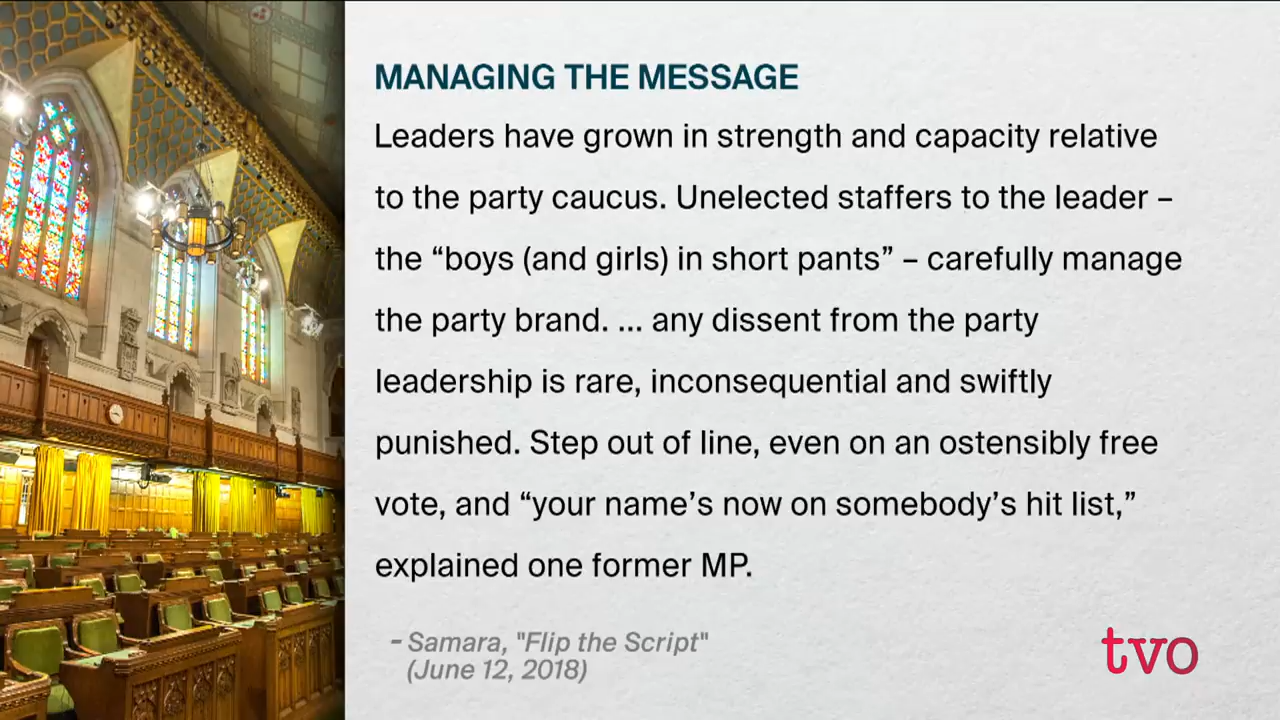 MANAGING THE MESSAGE
Leaders have grown in strength and capacity relative
to the party caucus. Unelected staffers to the leader –
the “boys (and girls) in short pants” – carefully manage
the party brand. ... any dissent from the party
leadership is rare, inconsequential and swiftly
punished. Step out of line, even on an ostensibly free
vote, and “your name’s now on somebody’s hit list,”
explained one former MP.
– Samara, "Flip the Script"
(June 12, 2018)
tvo